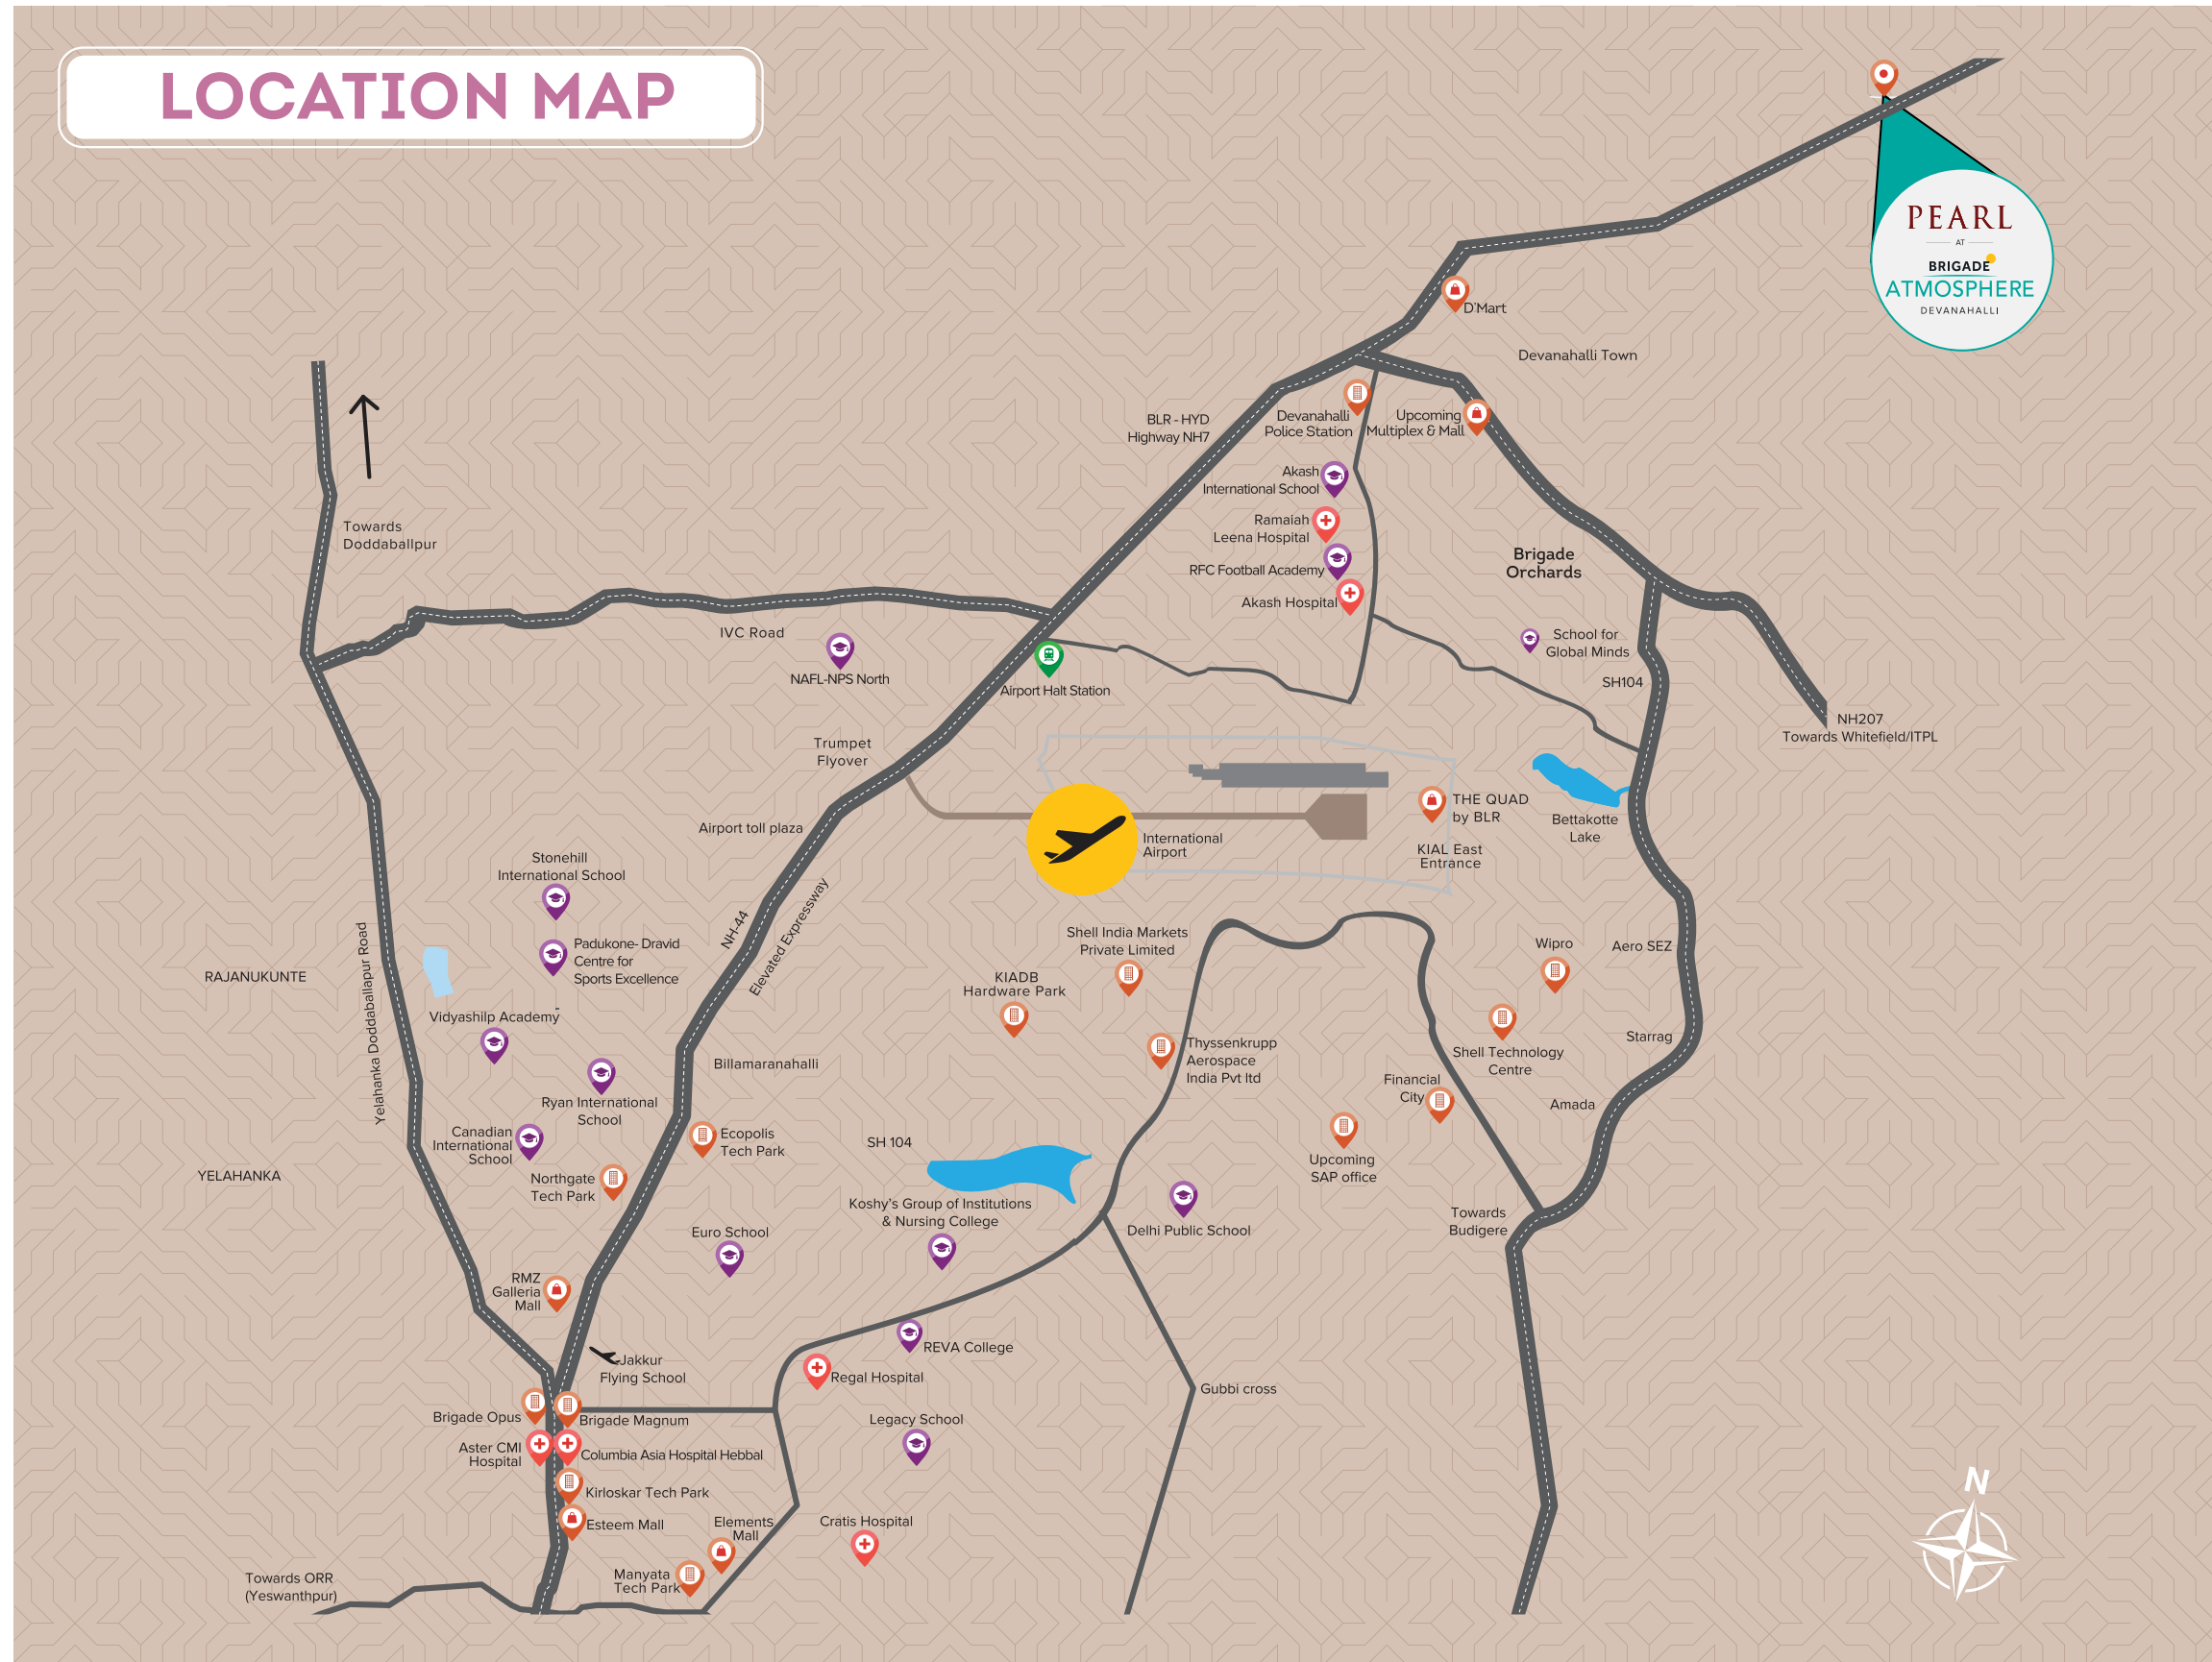 LOCATION MAP
PEARL
AT
BRIGADE
ATMOSPHERE
DEVANAHALLI
D'Mart
Devanahalli Town
BLR - HYD
Highway NH7
Devanahalli
Police Station
Upcoming
Multiplex & Mall
Akash
International School
Ramaiah
Leena Hospital
RFC Football Academy
Akash Hospital
Brigade
Orchards
School for
Global Minds
SH104
NH207
Towards Whitefield/ITPL
Towards
Doddaballpur
IVC Road
NAFL-NPS North
Airport Halt Station
Trumpet
Flyover
Airport toll plaza
International
Airport
THE QUAD
by BLR
KIAL East
Entrance
Bettakotte
Lake
Stonehill
International School
Padukone- Dravid
Centre for
Sports Excellence
NH-44
Elevated Expressway
Yelahanka Doddaballapur Road
RAJANUKUNTE
Vidyashilp Academy
Shell India Markets
Private Limited
KIADB
Hardware Park
Wipro
Aero SEZ
Thyssenkrupp
Aerospace
India Pvt ltd
Shell Technology
Centre
Starrag
Financial
City
Amada
Billamaranahalli
Ryan International
School
Canadian
International
School
Ecopolis
Tech Park
SH 104
YELAHANKA
Northgate
Tech Park
Upcoming
SAP office
Koshy's Group of Institutions
& Nursing College
Delhi Public School
Towards
Budigere
Euro School
RMZ
Galleria
Mall
REVA College
Jakkur
Flying School
Regal Hospital
Gubbi cross
Brigade Opus
Brigade Magnum
Legacy School
Aster CMI
Hospital
Columbia Asia Hospital Hebbal
Kirloskar Tech Park
Esteem Mall
Elements
Mall
Cratis Hospital
Manyata
Tech Park
Towards ORR
(Yeswanthpur)
N